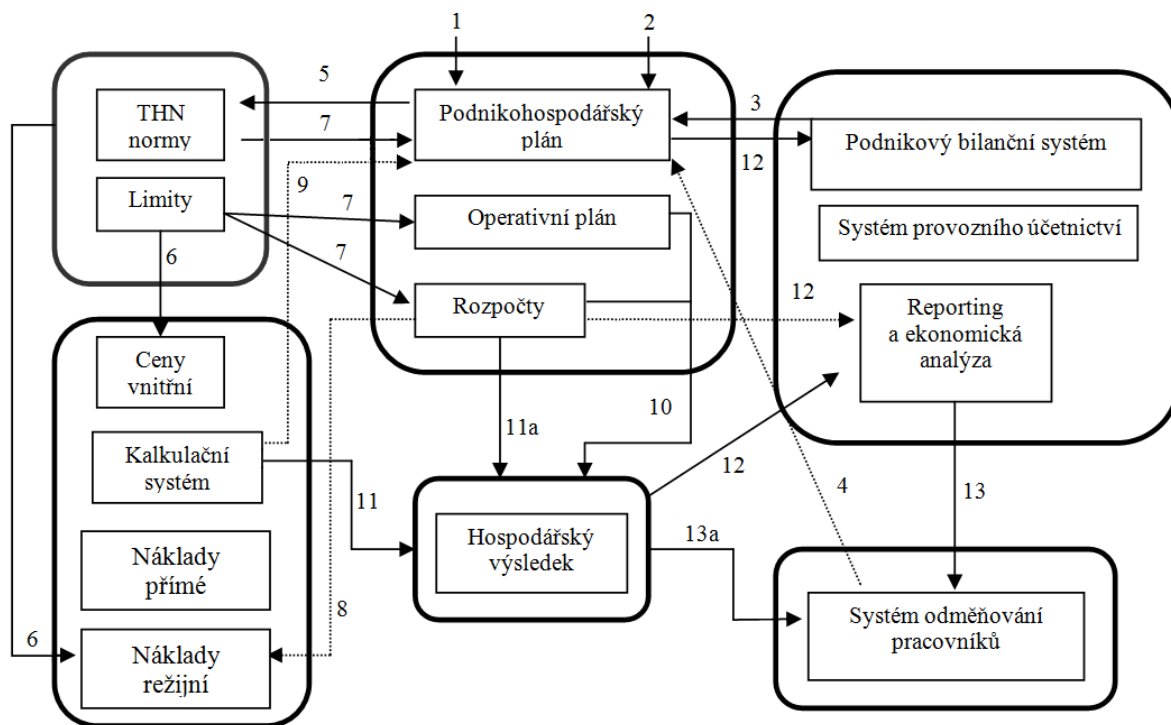 1
2
5
THN
normy
7
Podnikohospodářský
plán
3
12
Podnikový bilanční systém
9
Limity
7
Operativní plán
Systém provozního účetnictví
6
7
Rozpočty
12
Reporting
a ekonomická
analýza
Ceny
vnitřní
10
11a
Kalkulační
systém
12
11
4
13
Hospodářský
výsledek
13a
Náklady
přímé
8
6
Náklady
režijní
Systém odměňování
pracovníků